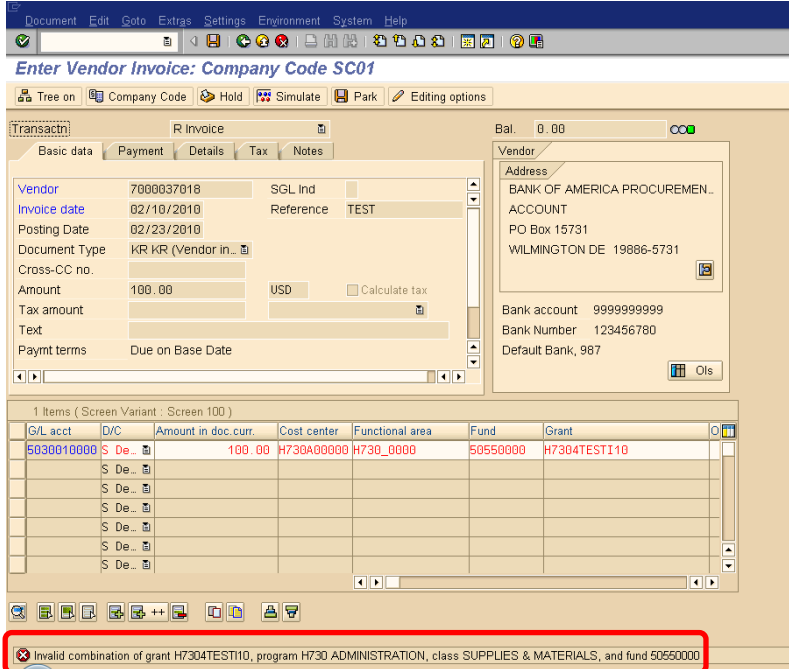 Document Edit Goto Extras Settings Environment System Help
Enter Vendor Invoice: Company Code SC01
Tree on Company Code Hold Simulate Park Editing options
Transactn R Invoice Bal. 0.00
Basic data Payment Details Tax Notes Vendor
Address
Vendor 7000037018 SGL Ind BANK OF AMERICA PROCUREMEN..
Invoice date 02/10/2010 Reference TEST ACCOUNT
Posting Date 02/23/2010 PO Box 15731
Document Type KR KR (Vendor in... WILMINGTON DE 19886-5731
Cross-CC no.
Amount 100.00 USD Calculate tax
Tax amount Bank account 9999999999
Text Bank Number 123456780
Paymt terms Due on Base Date Default Bank, 987
OIs
1 Items ( Screen Variant : Screen 100 )
G/L acct D/C Amount in doc.curr. Cost center Functional area Fund Grant O
5030010000 S De... 100.00 H730A00000 H730_0000 50550000 H7304TESTI10
S De...
S De...
S De...
S De...
S De...
S De...
Invalid combination of grant H7304TESTI10, program H730 ADMINISTRATION, class SUPPLIES & MATERIALS, and fund 50550000